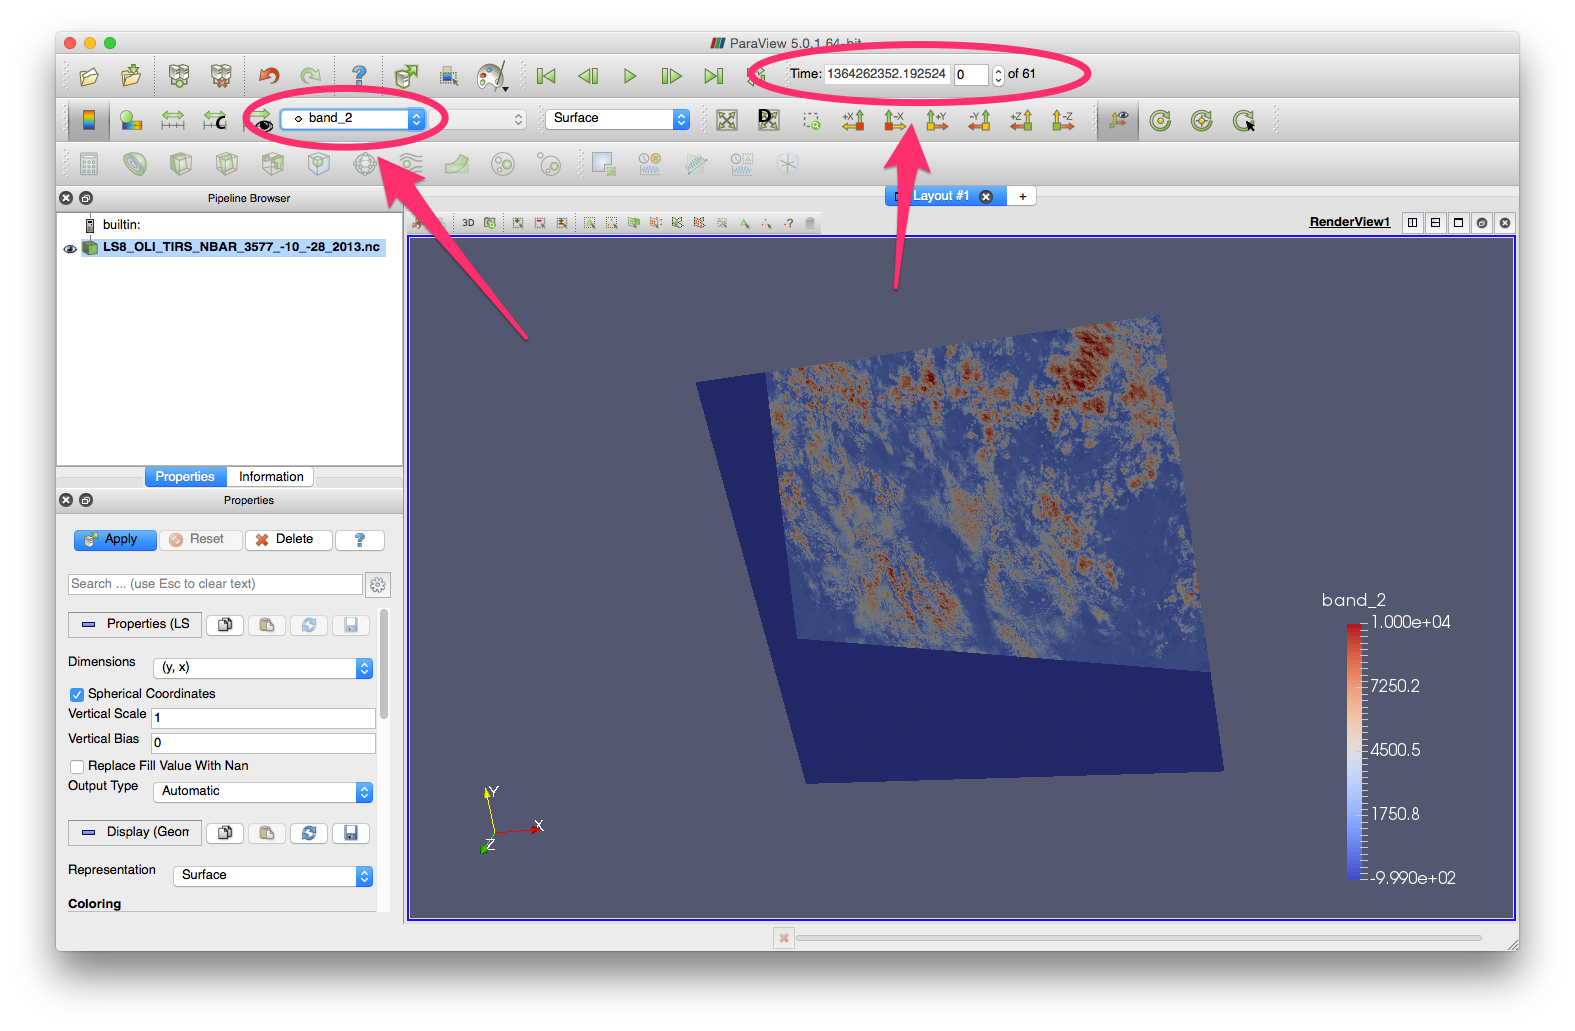 ParaView 5.0.1 64-bit
Time: 1364262352.192524 0 of 61
band_2 Surface
+X -X +Y -Y +Z -Z
Pipeline Browser
Layout #1 +
builtin:
3D
RenderView1
LS8_OLI_TIRS_NBAR_3577_-10_-28_2013.nc
Properties Information
Properties
Apply Reset Delete ?
Search ... (use Esc to clear text)
Properties (LS
Dimensions (y, x)
Spherical Coordinates
Vertical Scale 1
Vertical Bias 0
Replace Fill Value With Nan
Output Type Automatic
Display (Geom
Representation Surface
Coloring
Y
X
Z
band_2
1.000e+04
7250.2
4500.5
1750.8
-9.990e+02